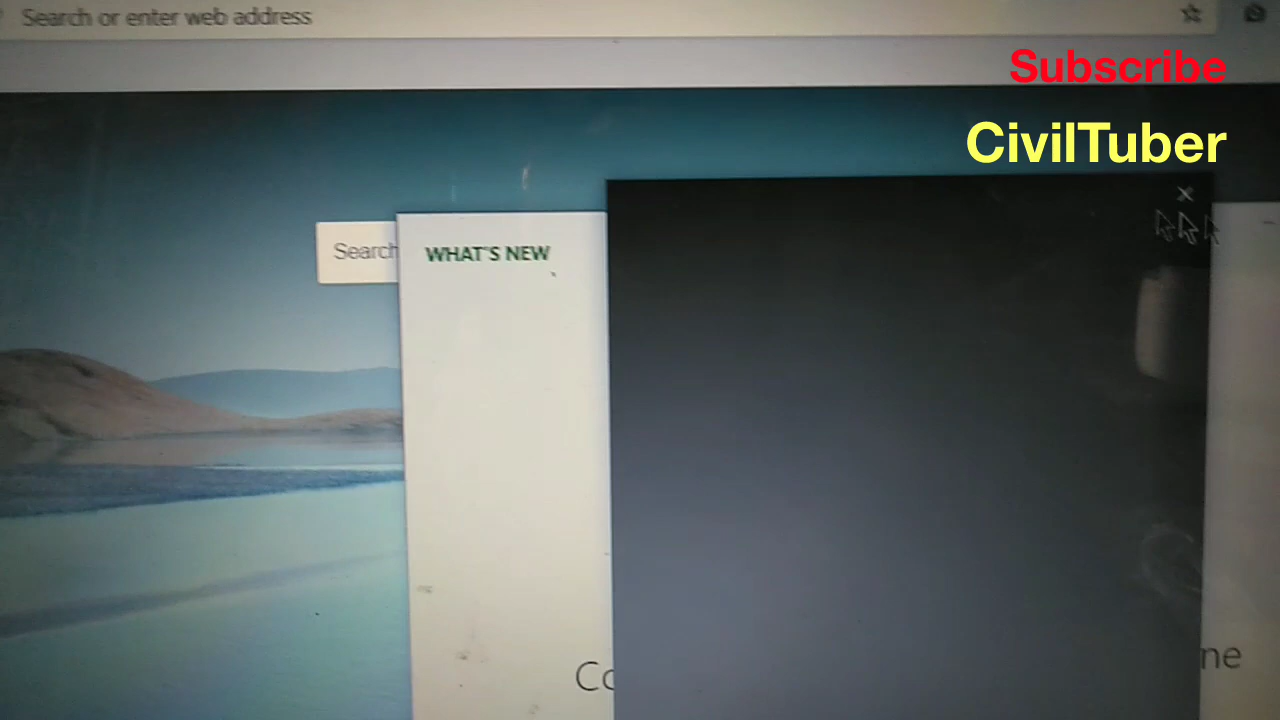 Search or enter web address
Subscribe
CivilTuber
Search
WHAT'S NEW
Co
ne